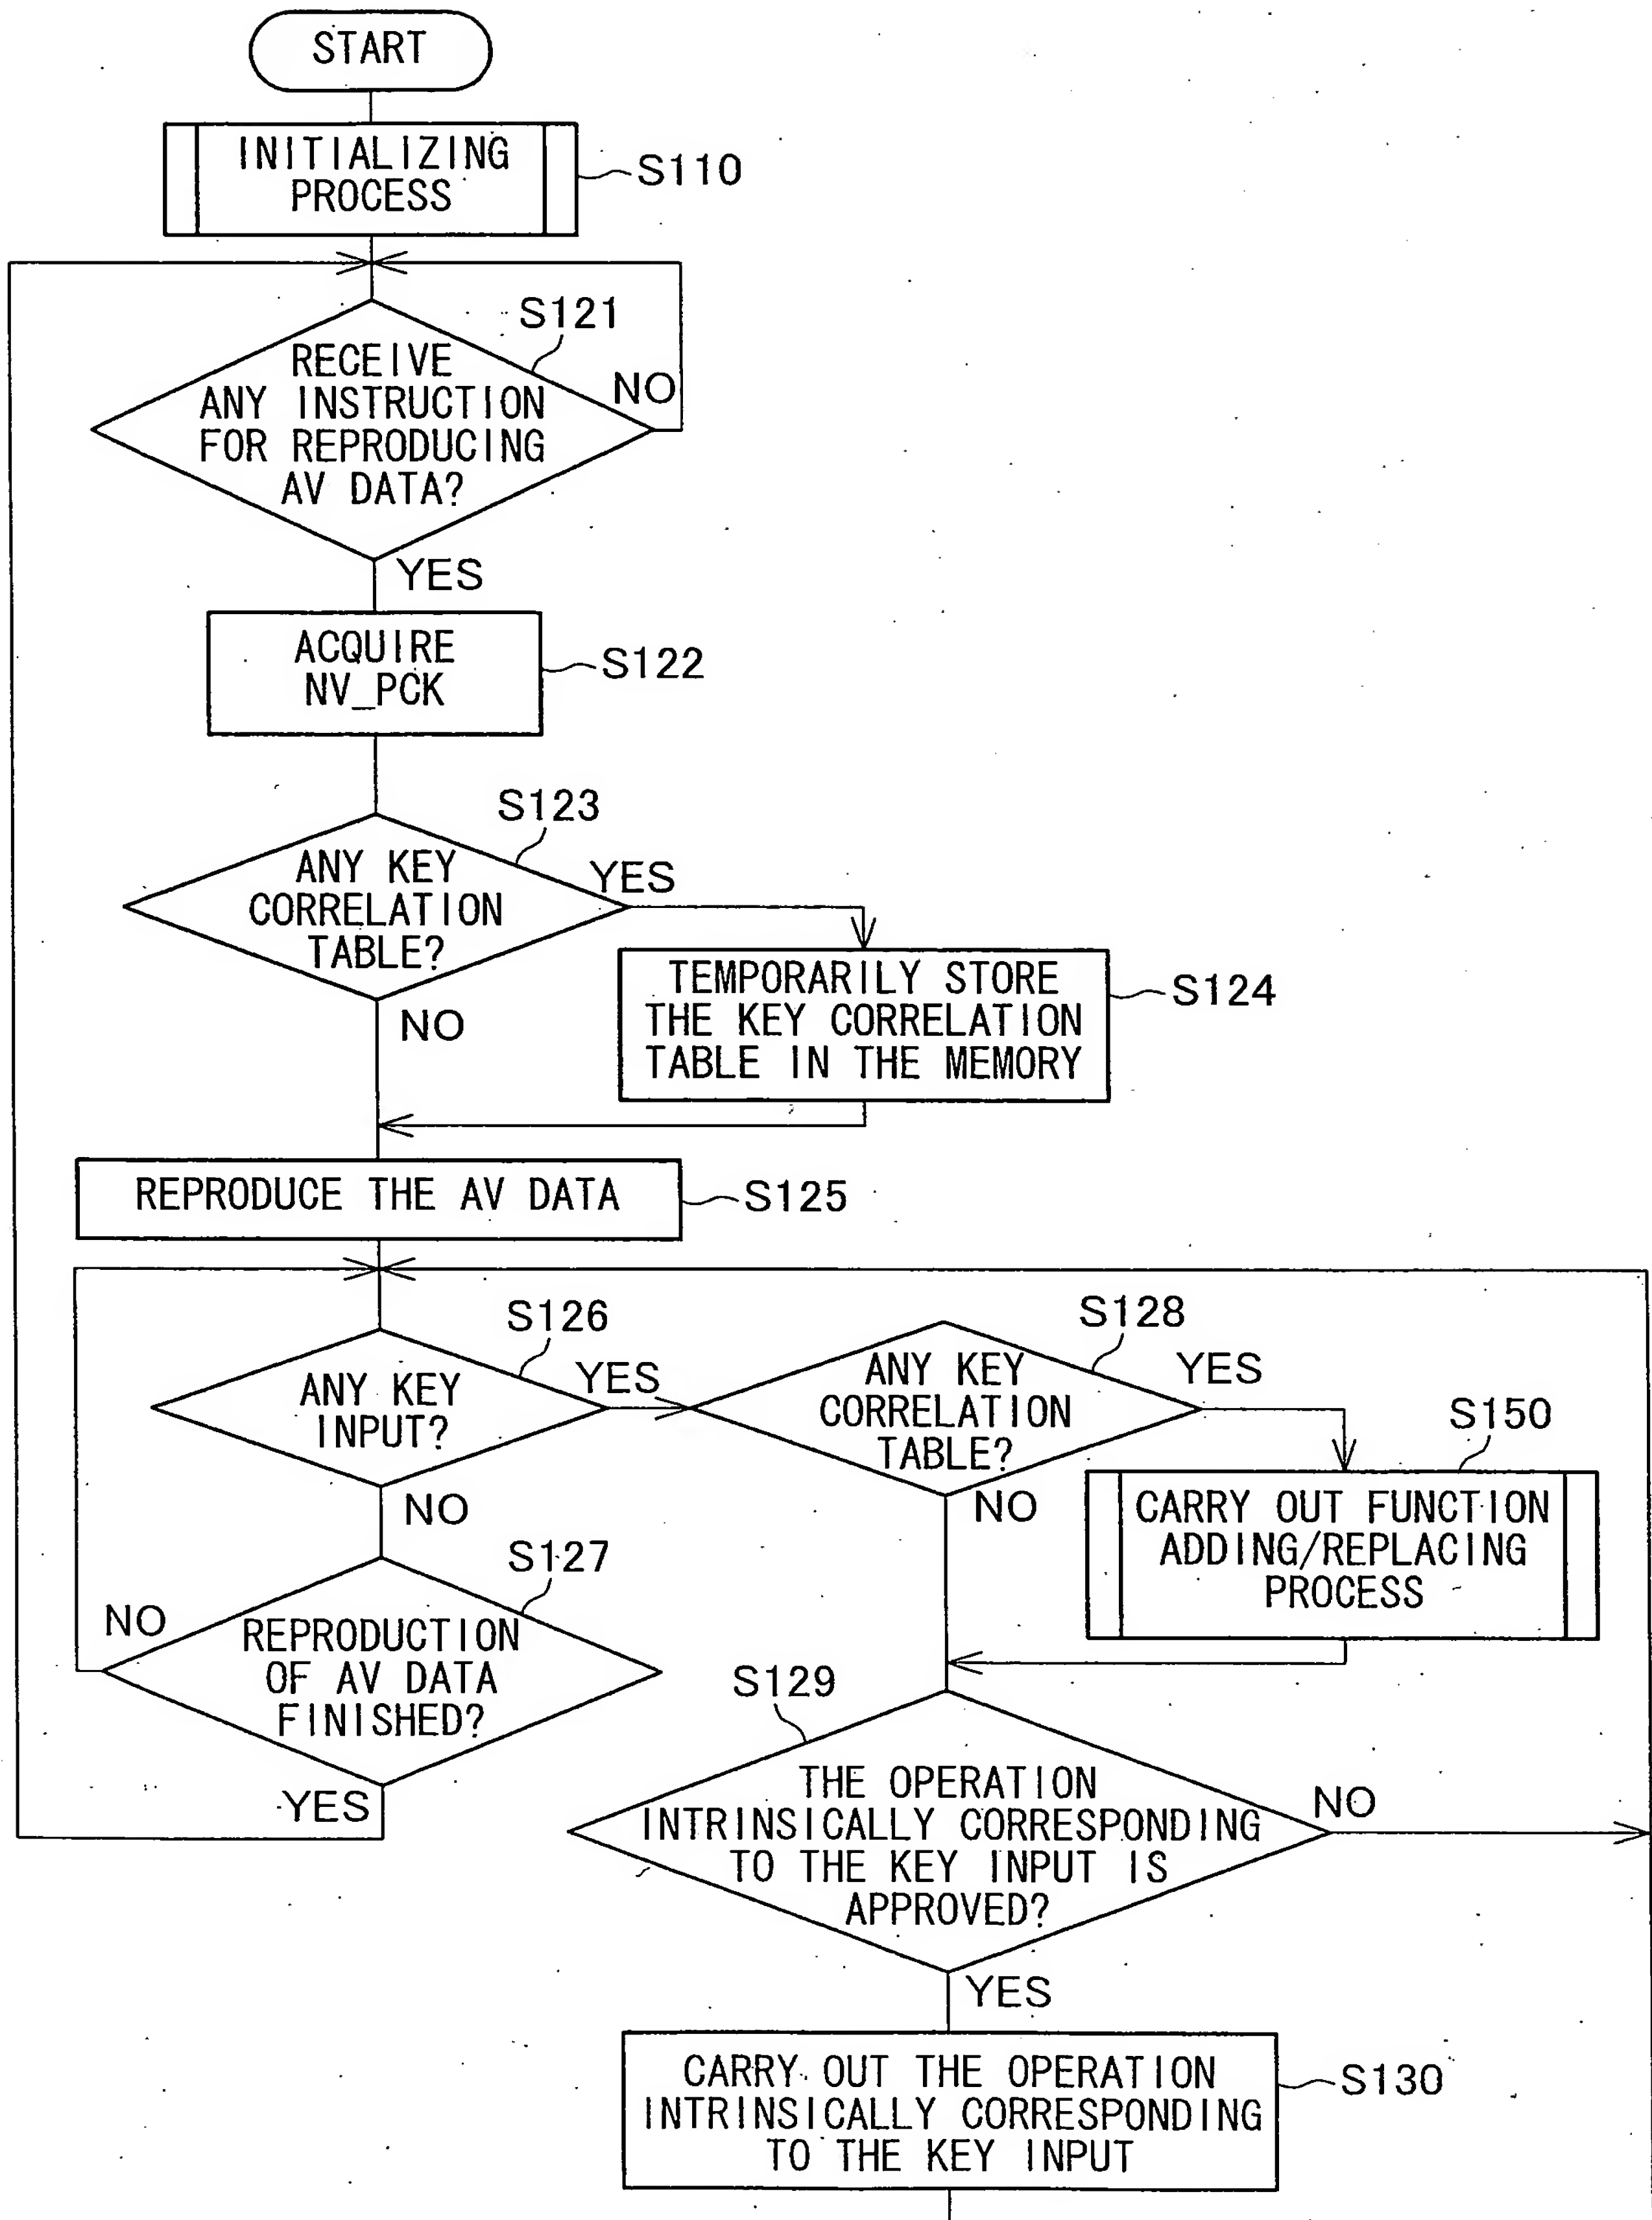 START
INITIALIZING
PROCESS
S110
S121
RECEIVE
ANY INSTRUCTION
FOR REPRODUCING
AV DATA?
NO
YES
ACQUIRE
NV_PCK
S122
S123
ANY KEY
CORRELATION
TABLE?
YES
NO
TEMPORARILY STORE
THE KEY CORRELATION
TABLE IN THE MEMORY
S124
REPRODUCE THE AV DATA
S125
S126
ANY KEY
INPUT?
YES
NO
S128
ANY KEY
CORRELATION
TABLE?
YES
NO
S150
CARRY OUT FUNCTION
ADDING/REPLACING
PROCESS
S127
NO
REPRODUCTION
OF AV DATA
FINISHED?
YES
S129
THE OPERATION
INTRINSICALLY CORRESPONDING
TO THE KEY INPUT IS
APPROVED?
NO
YES
CARRY OUT THE OPERATION
INTRINSICALLY CORRESPONDING
TO THE KEY INPUT
S130